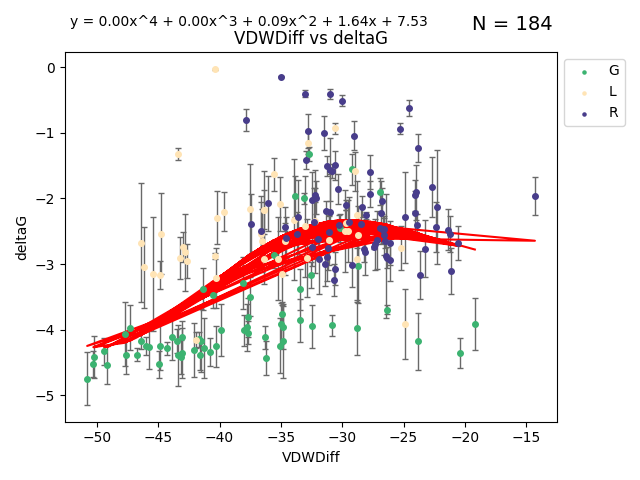 y = 0.00x^4 + 0.00x^3 + 0.09x^2 + 1.64x + 7.53
N = 184
VDWDiff vs deltaG
G
L
R
deltaG
0
−1
−2
−3
−4
−5
−50 −45 −40 −35 −30 −25 −20 −15
VDWDiff